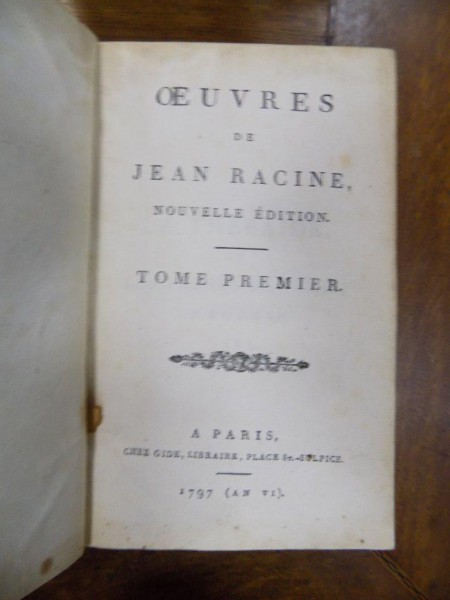 ŒUVRES
DE
JEAN RACINE,
NOUVELLE ÉDITION.
TOME PREMIER.
A PARIS,
CHEZ GIDE, LIBRAIRE, PLACE St.-SULPICE.
1797 (AN VI).